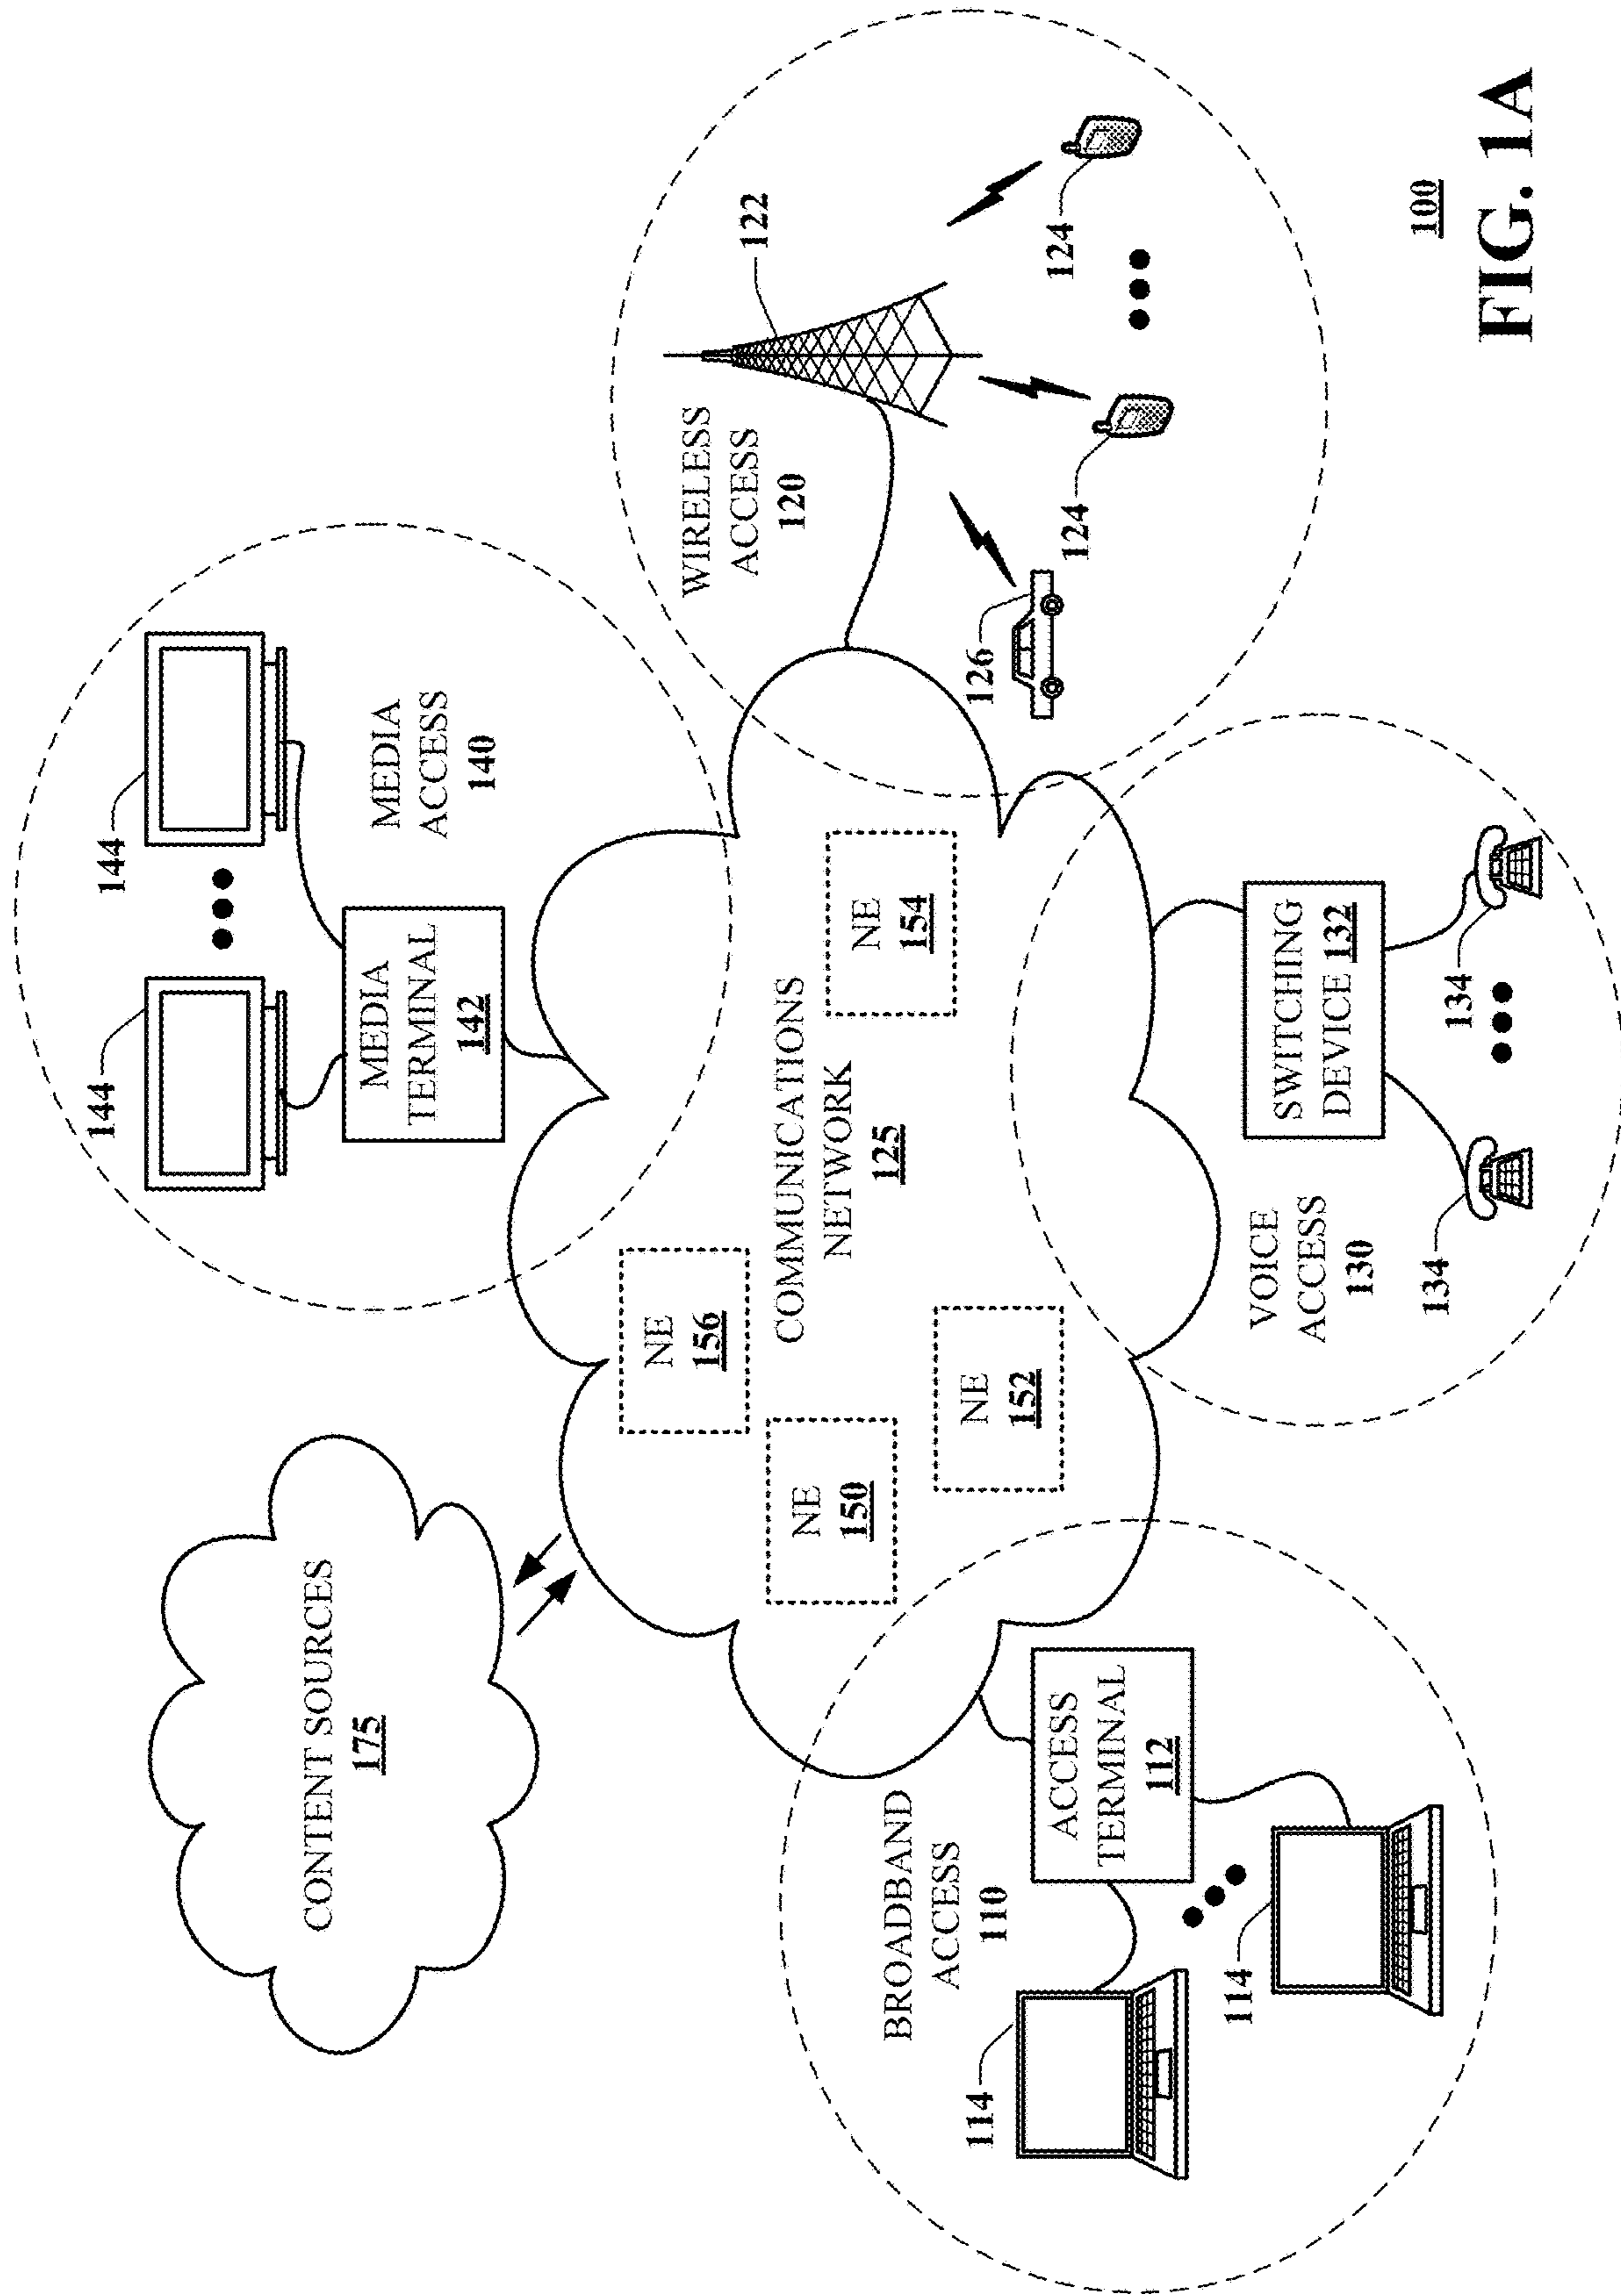 CONTENT SOURCES
175
144
144
MEDIA
TERMINAL
142
MEDIA
ACCESS
140
WIRELESS
ACCESS
120
122
126
124
124
NE
156
NE
150
NE
152
NE
154
COMMUNICATIONS
NETWORK
125
BROADBAND
ACCESS
110
ACCESS
TERMINAL
112
114
114
VOICE
ACCESS
130
SWITCHING
DEVICE 132
134
134
100
FIG. 1A